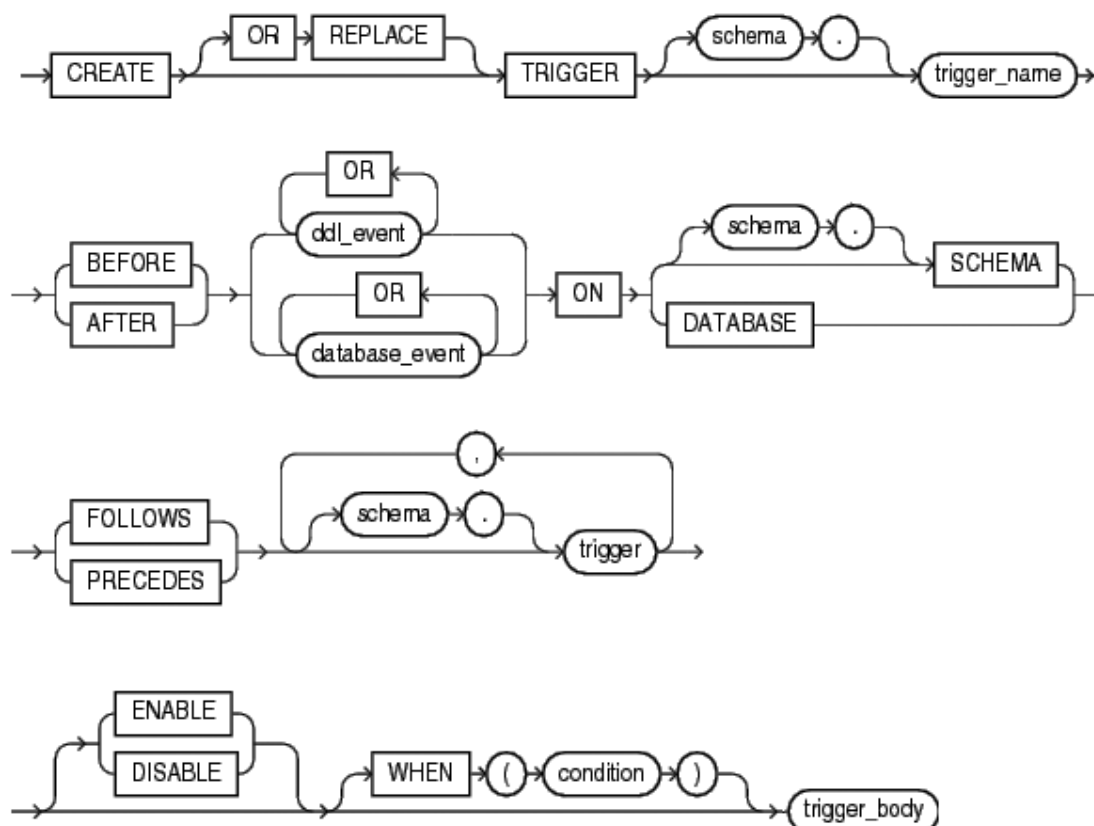 OR REPLACE schema .
CREATE TRIGGER trigger_name
OR
ddl_event
schema .
BEFORE SCHEMA
OR ON
AFTER DATABASE
database_event
,
schema .
FOLLOWS
trigger
PRECEDES
ENABLE
DISABLE WHEN ( condition )
trigger_body